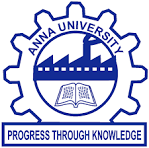 ANNA UNIVERSITY
PROGRESS THROUGH KNOWLEDGE